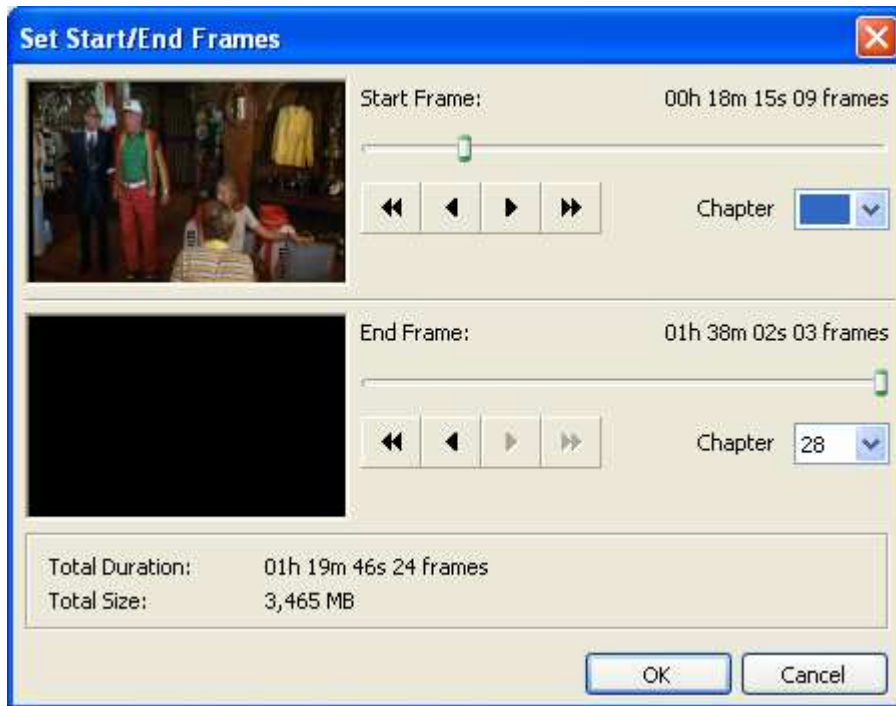 Set Start/End Frames
Start Frame: 00h 18m 15s 09 frames
Chapter
End Frame: 01h 38m 02s 03 frames
Chapter 28
Total Duration: 01h 19m 46s 24 frames
Total Size: 3,465 MB
OK Cancel